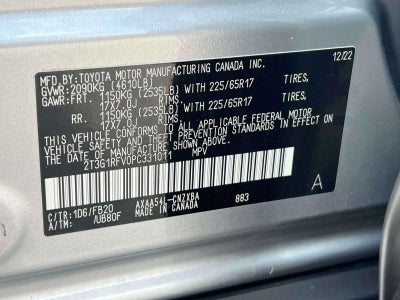 MFD.BY:TOYOTA MOTOR MANUFACTURING CANADA INC. 12/22
GVWR:2090KG (4610LB)
GAWR:FRT. 1150KG (2535LB) WITH 225/65R17 TIRES,
17X7.0J RIMS.
RR. 1150KG (2535LB) WITH 225/65R17 TIRES,
17X7.0J RIMS.
THIS VEHICLE CONFORMS TO ALL APPLICABLE FEDERAL MOTOR
VEHICLE SAFETY AND THEFT PREVENTION STANDARDS IN
EFFECT ON THE DATE OF MANUFACTURE SHOWN ABOVE.
2T3G1RFV0PC331011 MPV
C/TR:1D6/FB20 AXAA54L-CNZXBA A
A/TM: /UB80F MADE IN CANADA 883